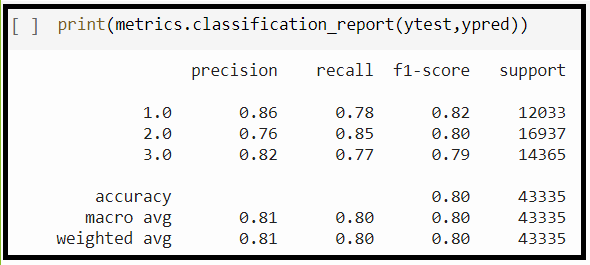 [ ] print(metrics.classification_report(ytest,ypred))
precision recall f1-score support
1.0 0.86 0.78 0.82 12033
2.0 0.76 0.85 0.80 16937
3.0 0.82 0.77 0.79 14365
accuracy 0.80 43335
macro avg 0.81 0.80 0.80 43335
weighted avg 0.81 0.80 0.80 43335